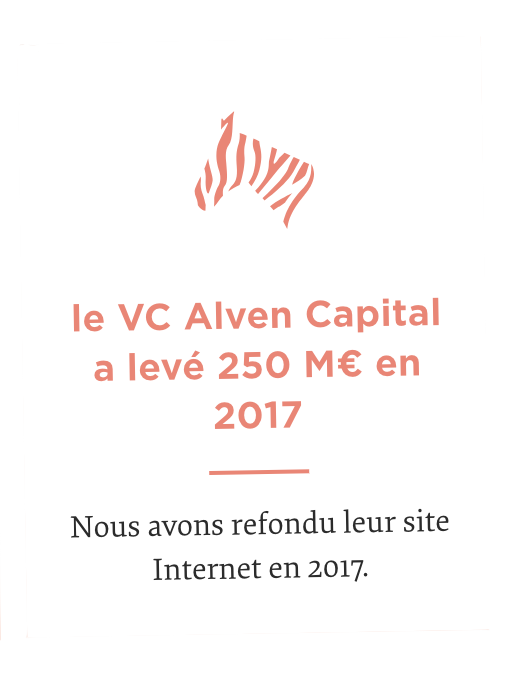 le VC Alven Capital
a levé 250 M€ en
2017
Nous avons refondu leur site
Internet en 2017.